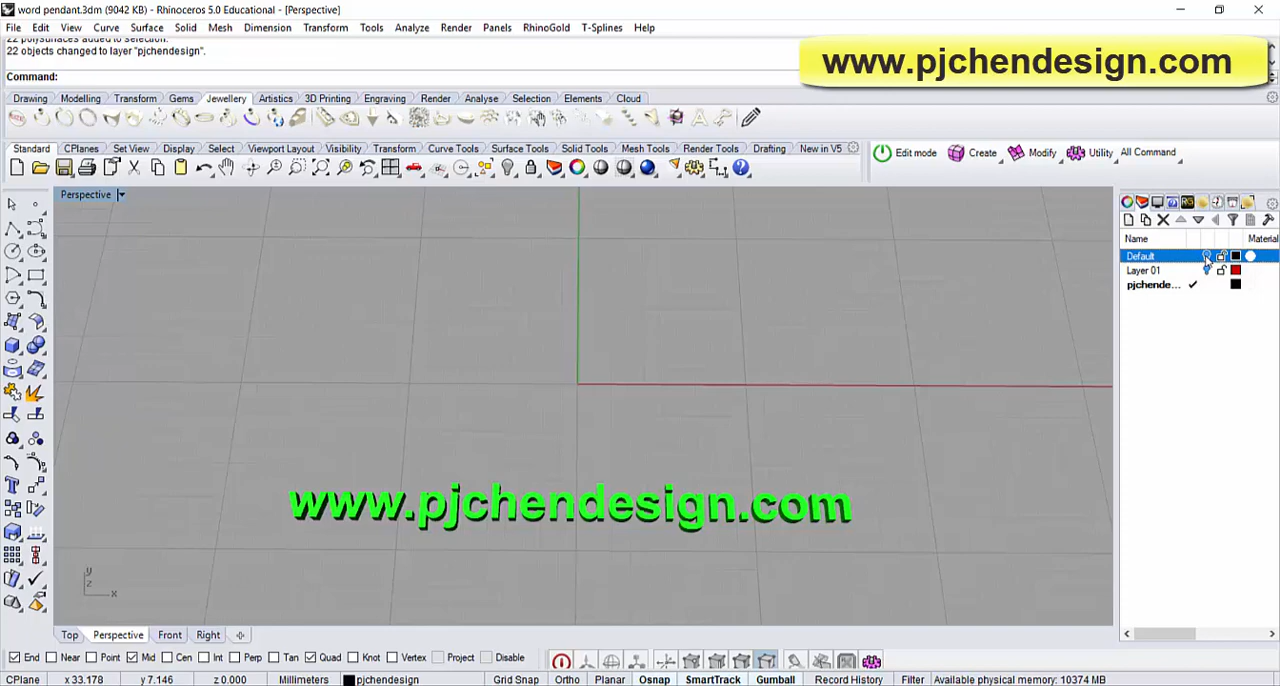 word pendant.3dm (9042 KB) - Rhinoceros 5.0 Educational - [Perspective]
File Edit View Curve Surface Solid Mesh Dimension Transform Tools Analyze Render Panels RhinoGold T-Splines Help
22 polysurfaces added to selection.
22 objects changed to layer "pjchendesign".
Command:
www.pjchendesign.com
Drawing Modelling Transform Gems Jewellery Artistics 3D Printing Engraving Render Analyse Selection Elements Cloud
Standard CPlanes Set View Display Select Viewport Layout Visibility Transform Curve Tools Surface Tools Solid Tools Mesh Tools Render Tools Drafting New in V5
Edit mode Create Modify Utility All Command
Perspective
Name Material
Default
Layer 01
pjchende...
www.pjchendesign.com
y
z
x
Top Perspective Front Right
End Near Point Mid Cen Int Perp Tan Quad Knot Vertex Project Disable
CPlane x 33.178 y 7.146 z 0.000 Millimeters pjchendesign Grid Snap Ortho Planar Osnap SmartTrack Gumball Record History Filter Available physical memory: 10374 MB